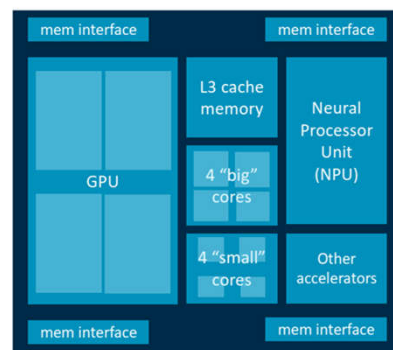 mem interface
mem interface
GPU
L3 cache
memory
4 “big”
cores
4 “small”
cores
Neural
Processor
Unit
(NPU)
Other
accelerators
mem interface
mem interface